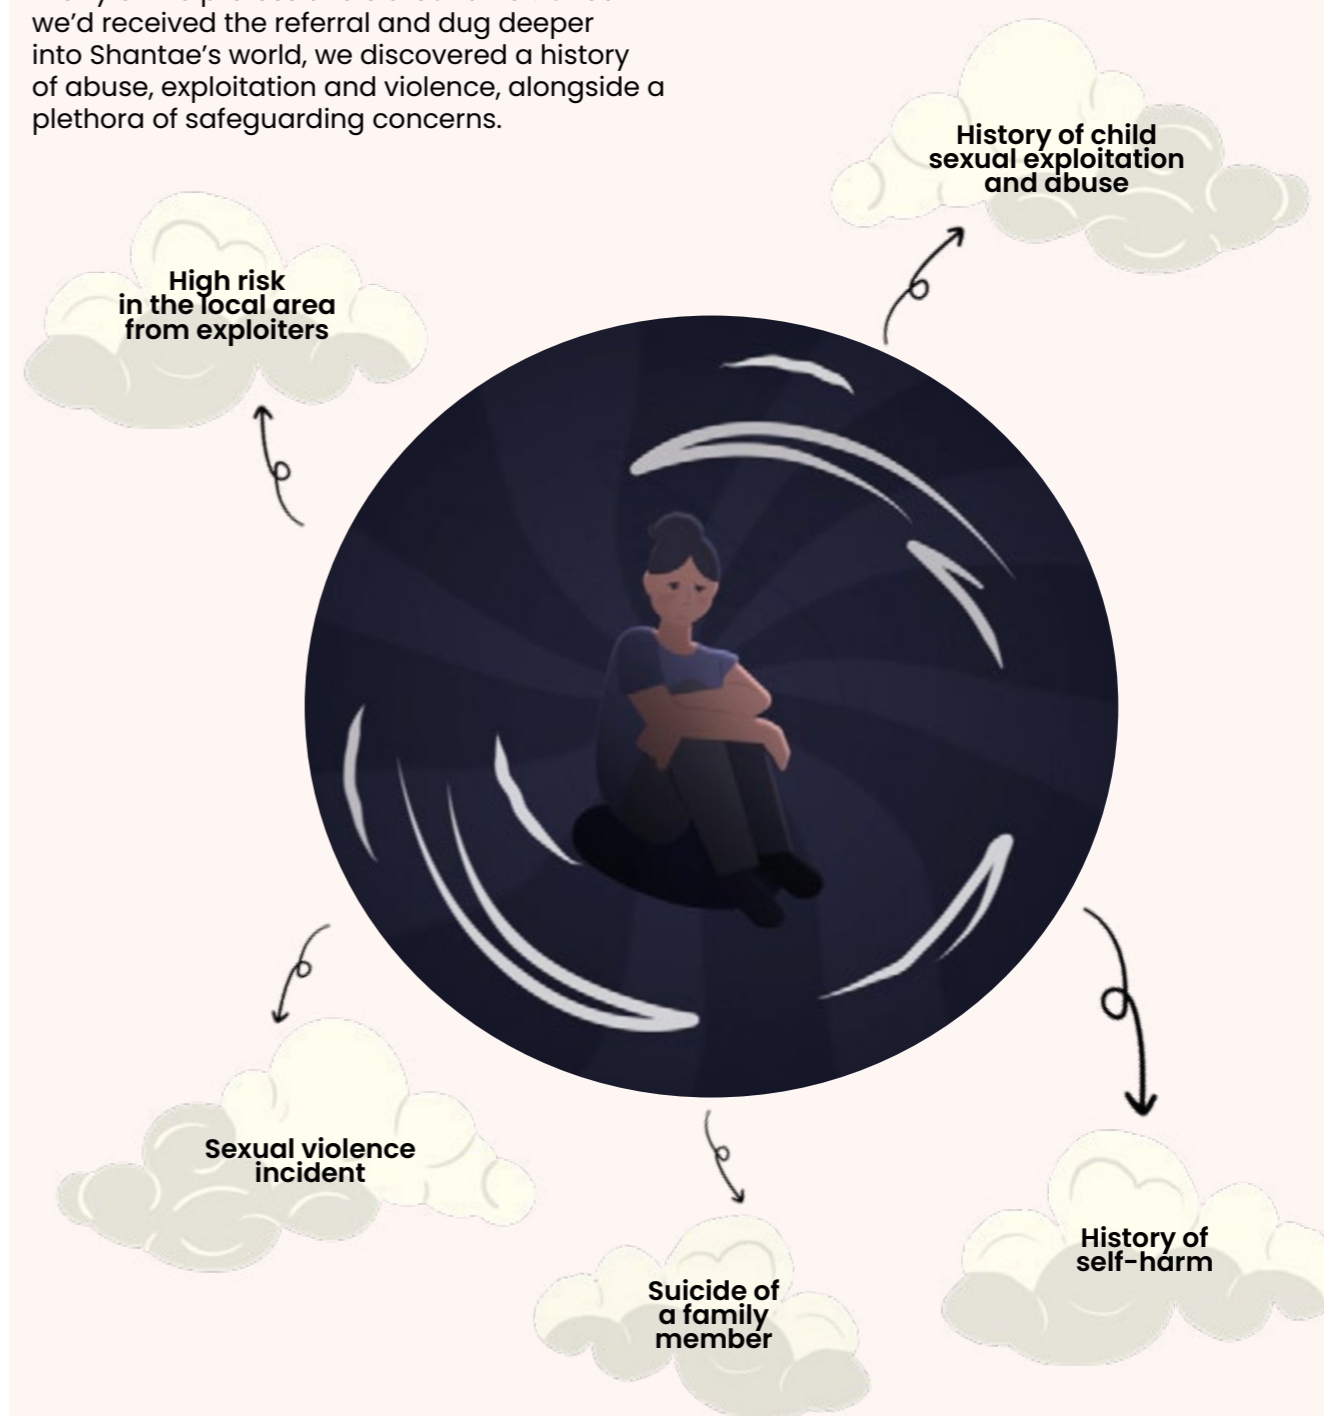 we’d received the referral and dug deeper
into Shantae’s world, we discovered a history
of abuse, exploitation and violence, alongside a
plethora of safeguarding concerns.
History of child
sexual exploitation
and abuse
High risk
in the local area
from exploiters
Sexual violence
incident
History of
self-harm
Suicide of
a family
member